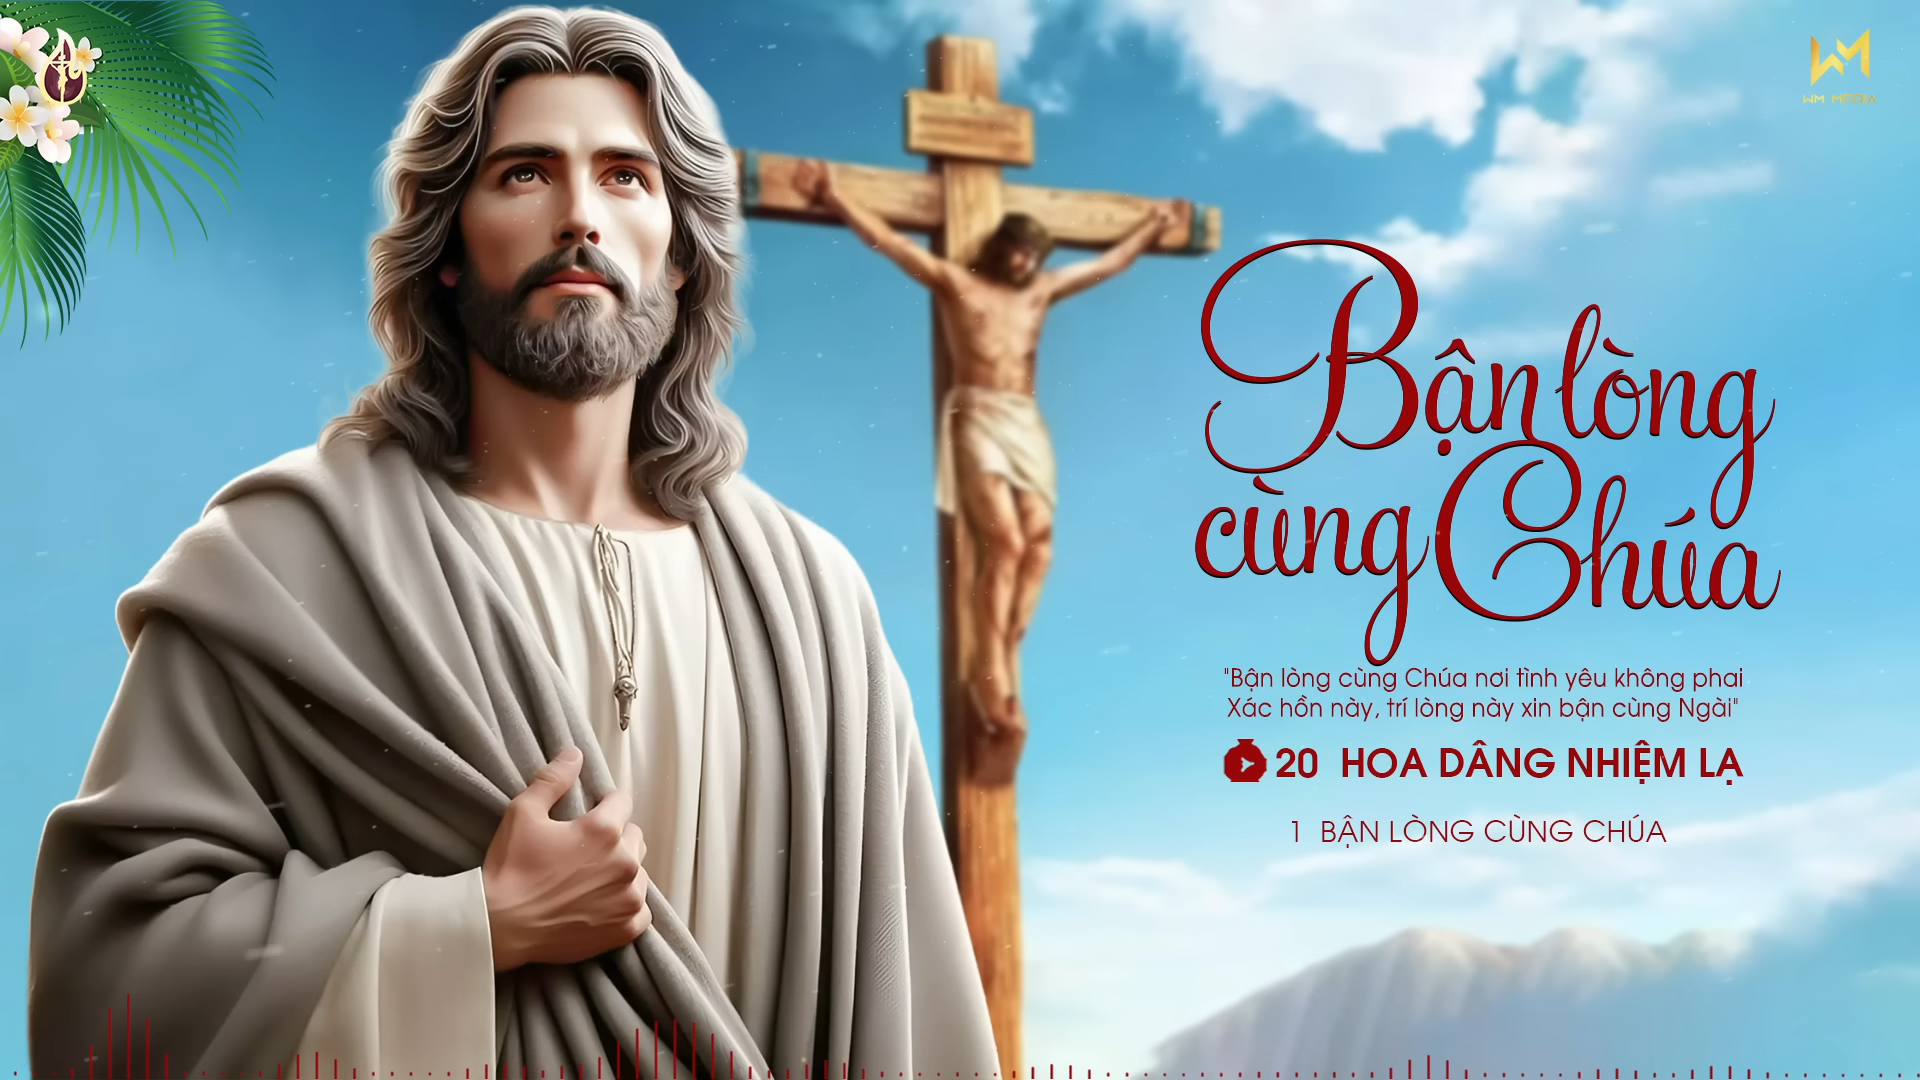 WM MEDIA
Bận lòng
cùng Chúa
"Bận lòng cùng Chúa nơi tình yêu không phai
Xác hồn này, trí lòng này xin bận cùng Ngài"
20 HOA DÂNG NHIỆM LẠ
1 BẬN LÒNG CÙNG CHÚA